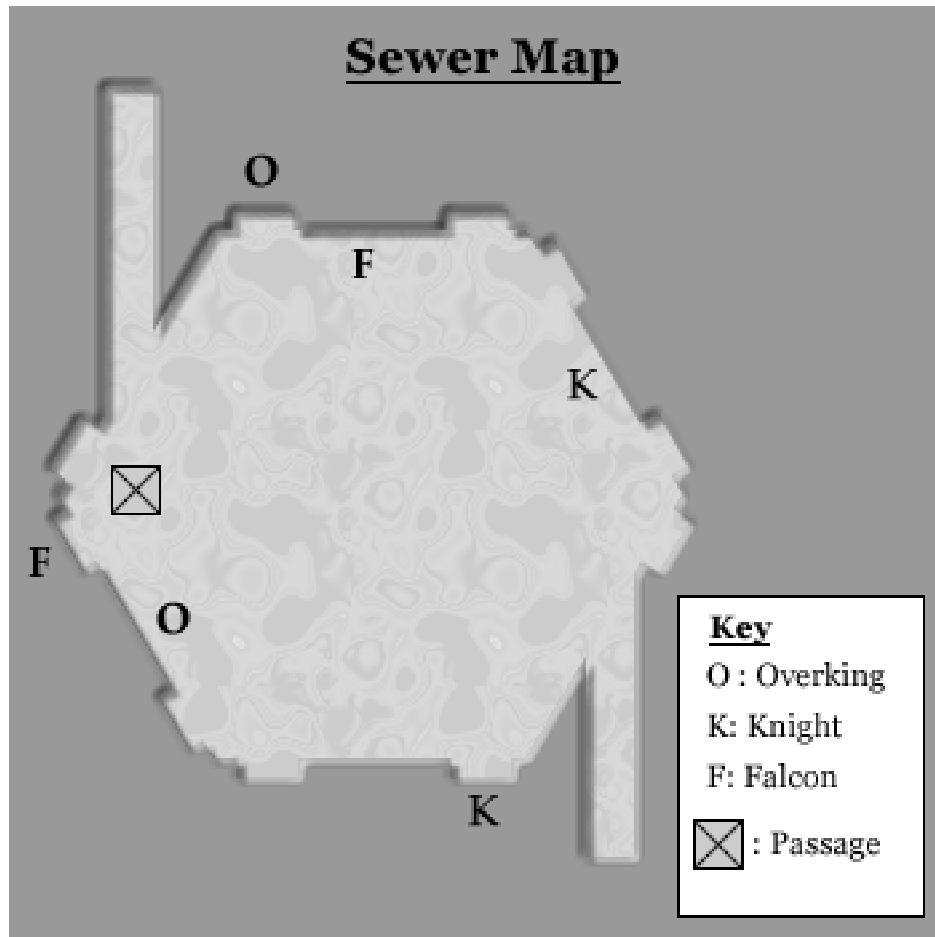 Sewer Map
O
F
K
F
O
K
Key
O : Overking
K: Knight
F: Falcon
: Passage